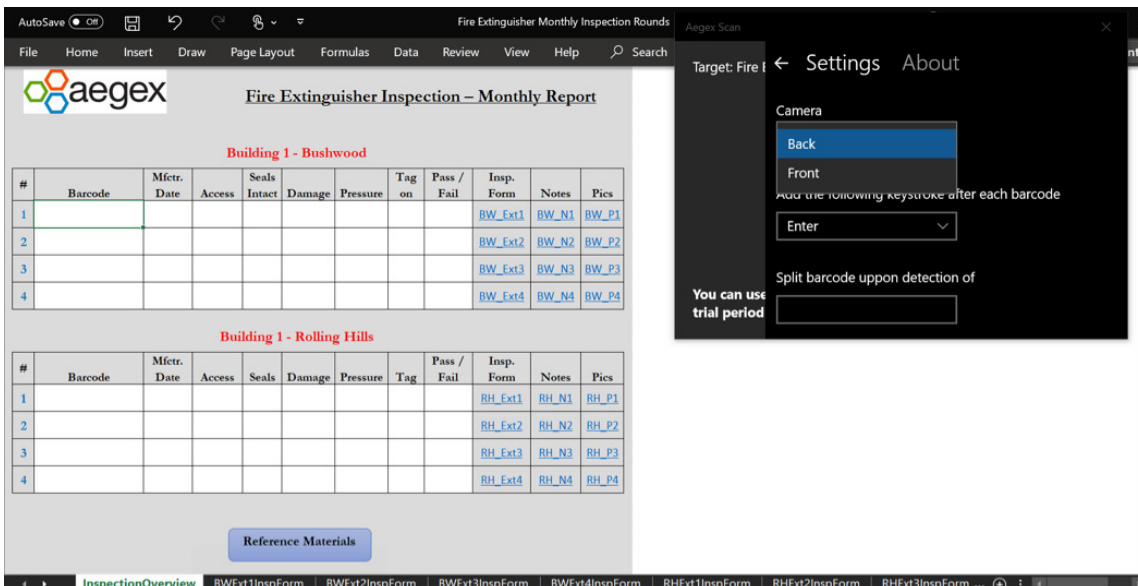 AutoSave Off Fire Extinguisher Monthly Inspection Rounds
File Home Insert Draw Page Layout Formulas Data Review View Help Search
aegex
Fire Extinguisher Inspection – Monthly Report
Building 1 - Bushwood
# Barcode Mfctr. Date Access Seals Intact Damage Pressure Tag on Pass / Fail Insp. Form Notes Pics
1 BW_Ext1 BW_N1 BW_P1
2 BW_Ext2 BW_N2 BW_P2
3 BW_Ext3 BW_N3 BW_P3
4 BW_Ext4 BW_N4 BW_P4
Building 1 - Rolling Hills
# Barcode Mfctr. Date Access Seals Damage Pressure Tag Pass / Fail Insp. Form Notes Pics
1 RH_Ext1 RH_N1 RH_P1
2 RH_Ext2 RH_N2 RH_P2
3 RH_Ext3 RH_N3 RH_P3
4 RH_Ext4 RH_N4 RH_P4
Reference Materials
InspectionOverview BWExt1InspForm BWExt2InspForm BWExt3InspForm BWExt4InspForm RHExt1InspForm RHExt2InspForm RHExt3InspForm ...
Aegex Scan
Target: Fire
Settings About
Camera
Back
Front
Add the following keystroke after each barcode
Enter
Split barcode uppon detection of
You can use
trial period